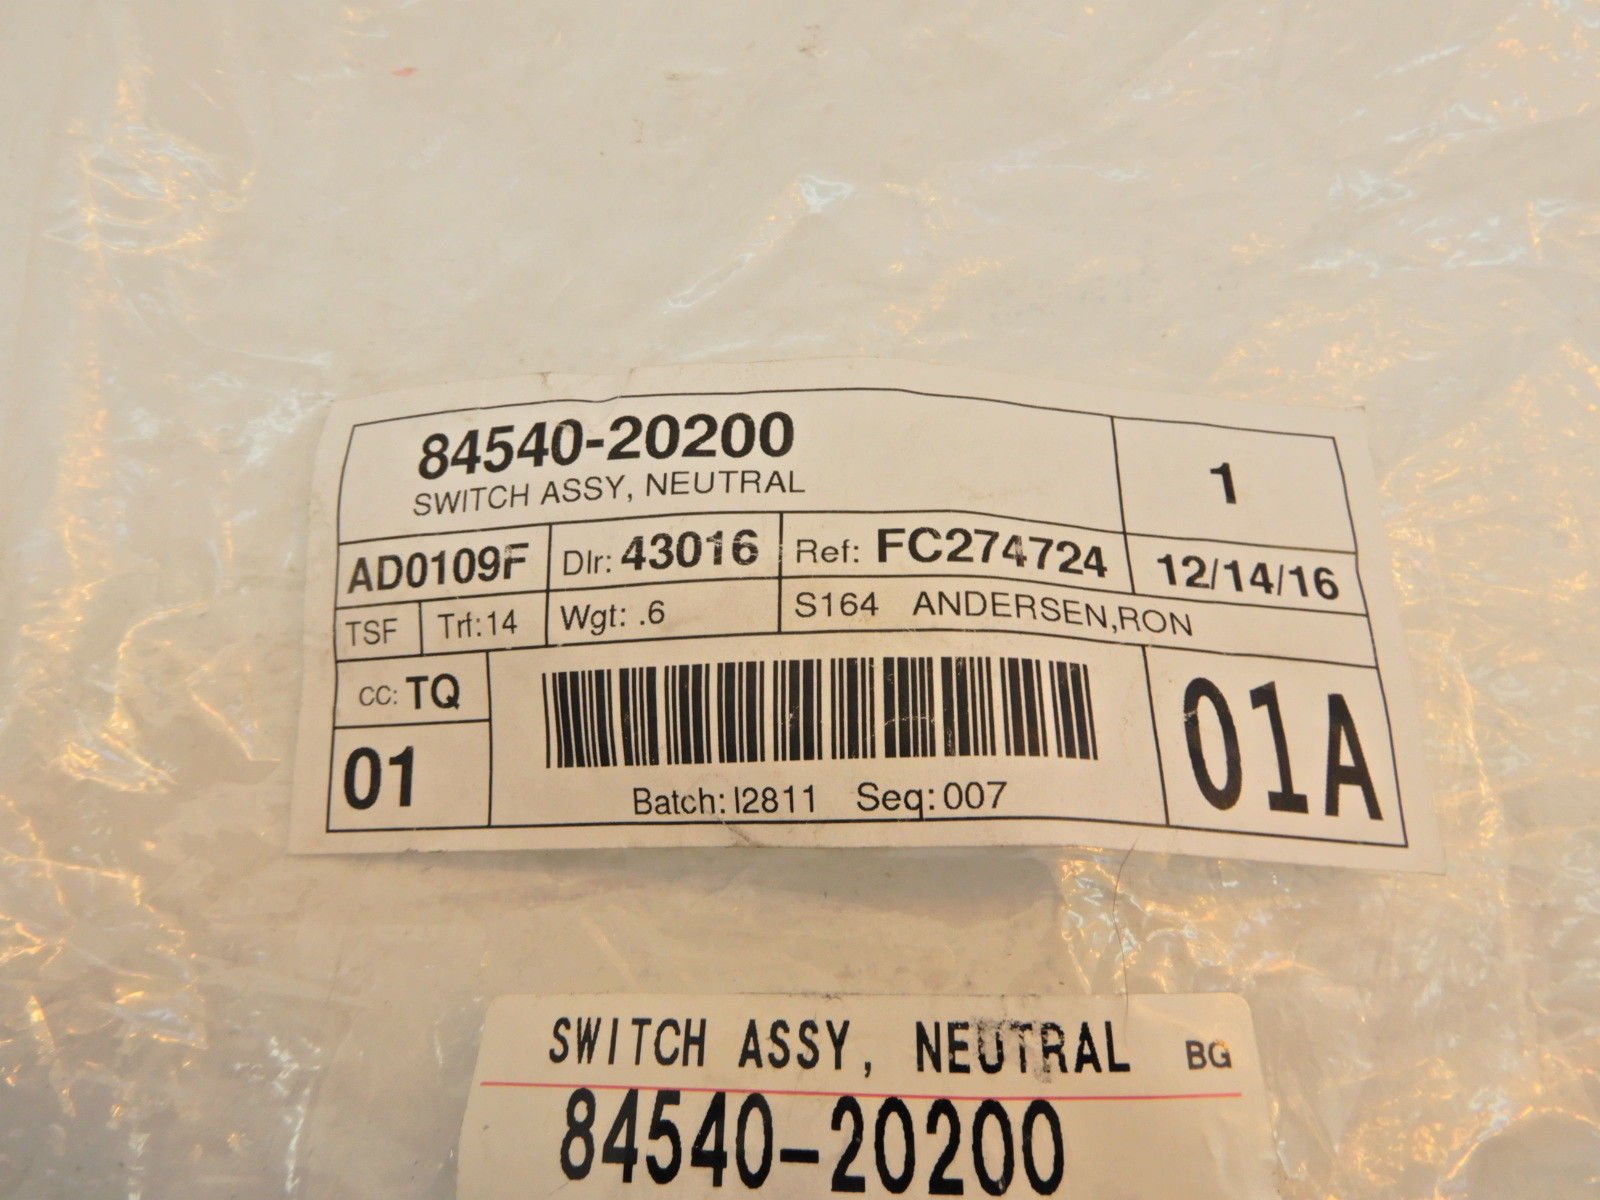 84540-20200
SWITCH ASSY, NEUTRAL
1
AD0109F Dlr: 43016 Ref: FC274724 12/14/16
TSF Trf: 14 Wgt: .6 S164 ANDERSEN,RON
CC: TQ
01
01A
Batch: I2811 Seq: 007
SWITCH ASSY, NEUTRAL BG
84540-20200